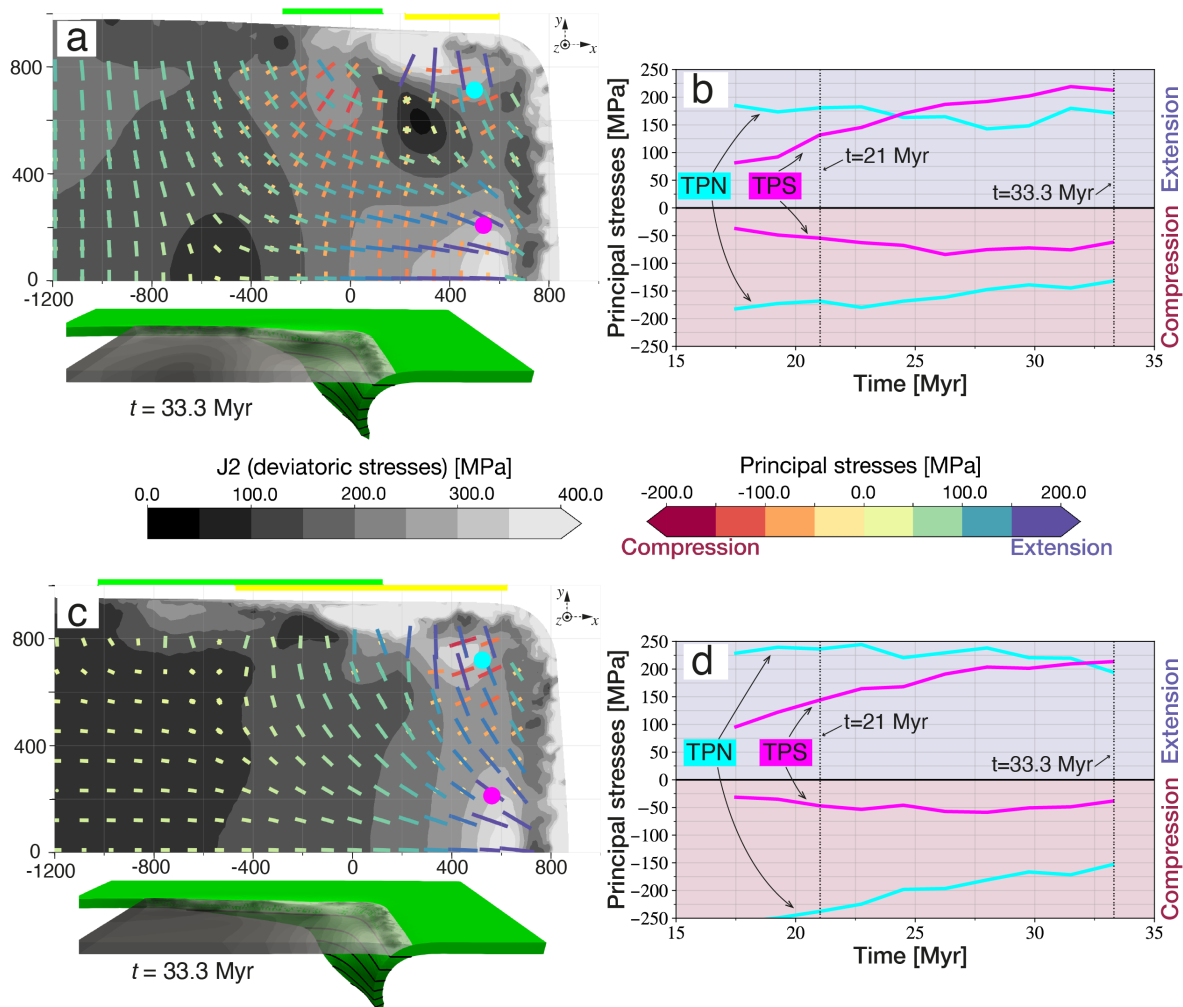 a
y
z
x
800
400
0
-1200
-800
-400
0
400
800
t = 33.3 Myr
b
250
200
150
100
50
0
−50
−100
−150
−200
−250
15
20
25
30
35
Principal stresses [MPa]
Time [Myr]
TPN
TPS
t=21 Myr
t=33.3 Myr
Extension
Compression
J2 (deviatoric stresses) [MPa]
0.0 100.0 200.0 300.0 400.0
Principal stresses [MPa]
-200.0 -100.0 0.0 100.0 200.0
Compression Extension
c
y
z
x
800
400
0
-1200
-800
-400
0
400
800
t = 33.3 Myr
d
250
200
150
100
50
0
−50
−100
−150
−200
−250
15
20
25
30
35
Principal stresses [MPa]
Time [Myr]
TPN
TPS
t=21 Myr
t=33.3 Myr
Extension
Compression